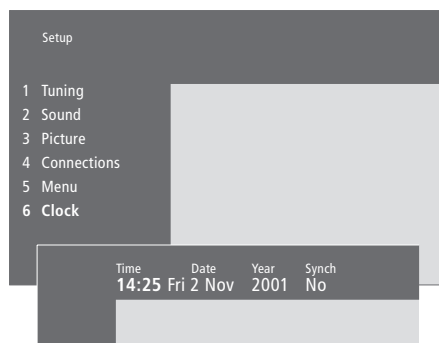 Setup
1 Tuning
2 Sound
3 Picture
4 Connections
5 Menu
6 Clock
Time Date Year Synch
14:25 Fri 2 Nov 2001 No